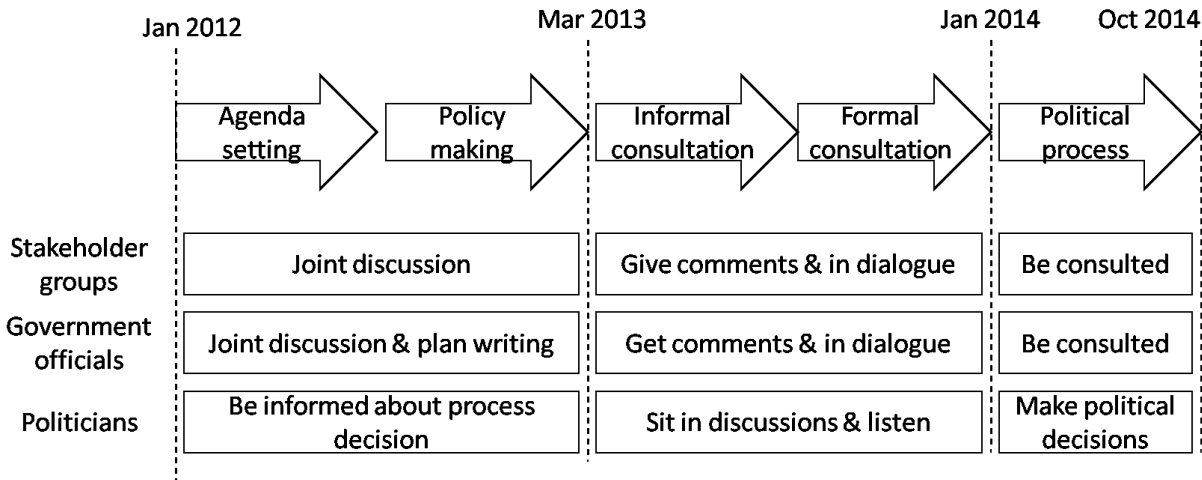 Jan 2012
Mar 2013
Jan 2014
Oct 2014
Agenda
setting
Policy
making
Informal
consultation
Formal
consultation
Political
process
Stakeholder
groups
Joint discussion
Give comments & in dialogue
Be consulted
Government
officials
Joint discussion & plan writing
Get comments & in dialogue
Be consulted
Politicians
Be informed about process
decision
Sit in discussions & listen
Make political
decisions